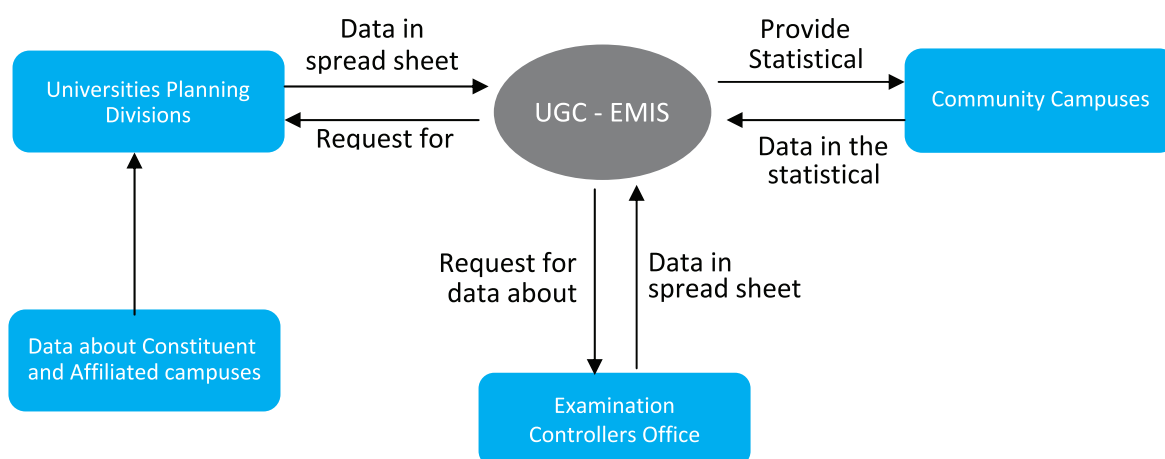 Data in
spread sheet
Universities Planning
Divisions
Request for
UGC - EMIS
Provide
Statistical
Community Campuses
Data in the
statistical
Request for
data about
Data in
spread sheet
Data about Constituent
and Affiliated campuses
Examination
Controllers Office